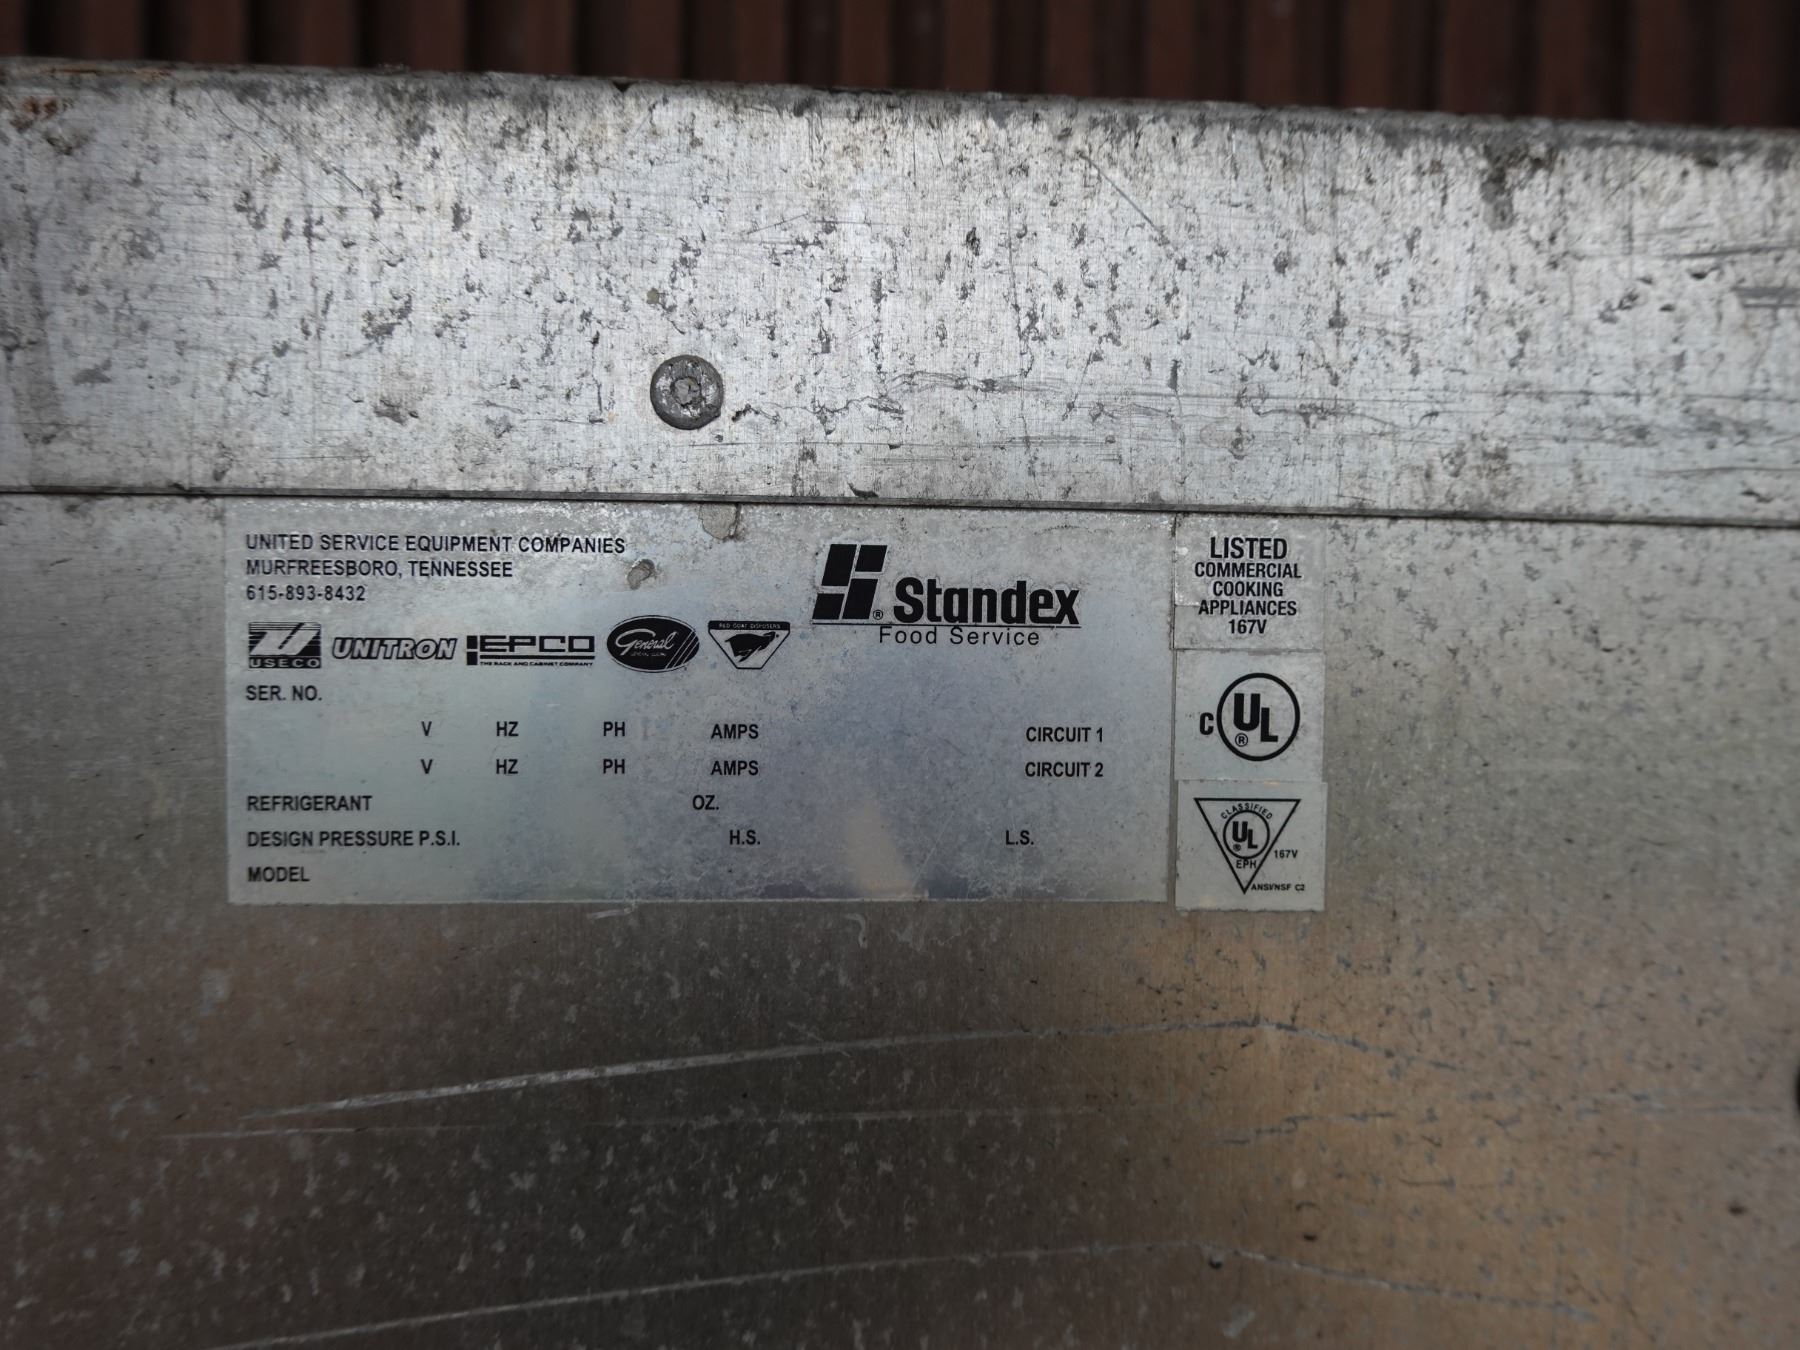 UNITED SERVICE EQUIPMENT COMPANIES
MURFREESBORO, TENNESSEE
615-893-8432
USECO
UNITRON
LEPCO
THE RACK AND CABINET COMPANY
General
RED GOAT DISPOSERS
® Standex
Food Service
SER. NO.
V HZ PH AMPS CIRCUIT 1
V HZ PH AMPS CIRCUIT 2
REFRIGERANT OZ.
DESIGN PRESSURE P.S.I. H.S. L.S.
MODEL
LISTED
COMMERCIAL
COOKING
APPLIANCES
167V
C UL ®
CLASSIFIED
UL ®
EPH 167V
ANSI/NSF C2